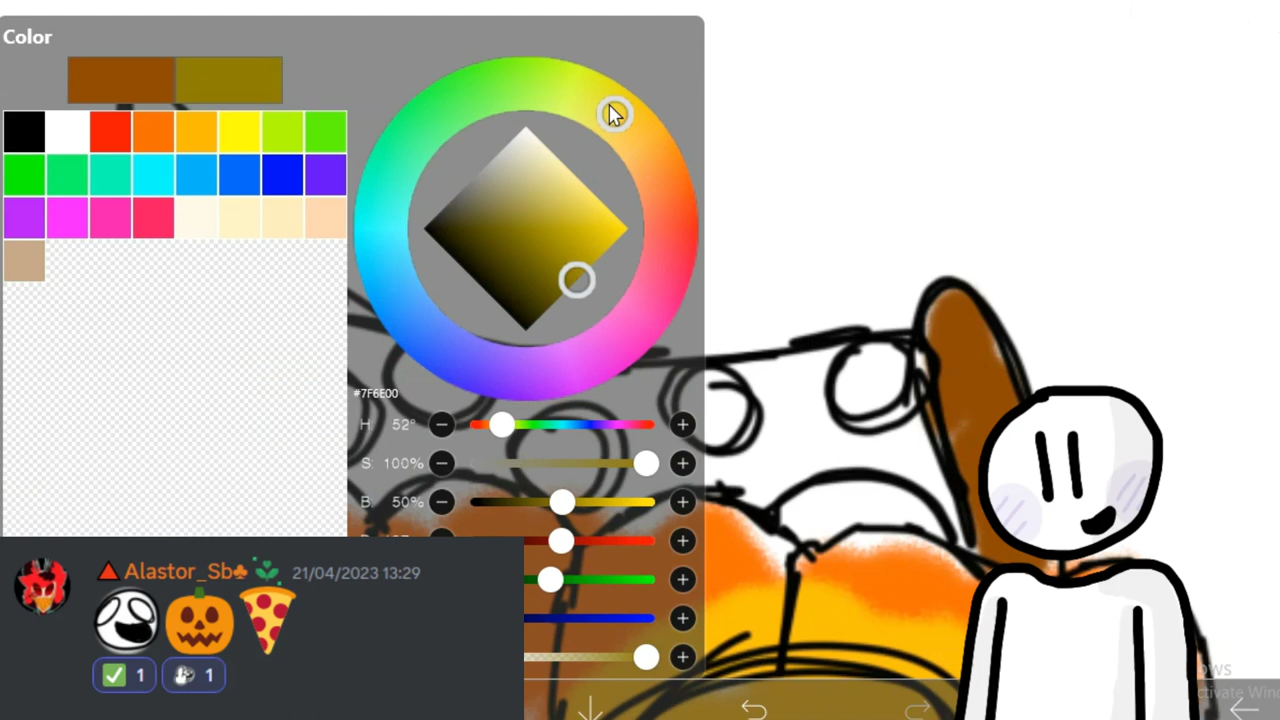 Color
#7F6E00
H: 52°
S: 100%
B: 50%
Alastor_Sb♣ 21/04/2023 13:29
1 1